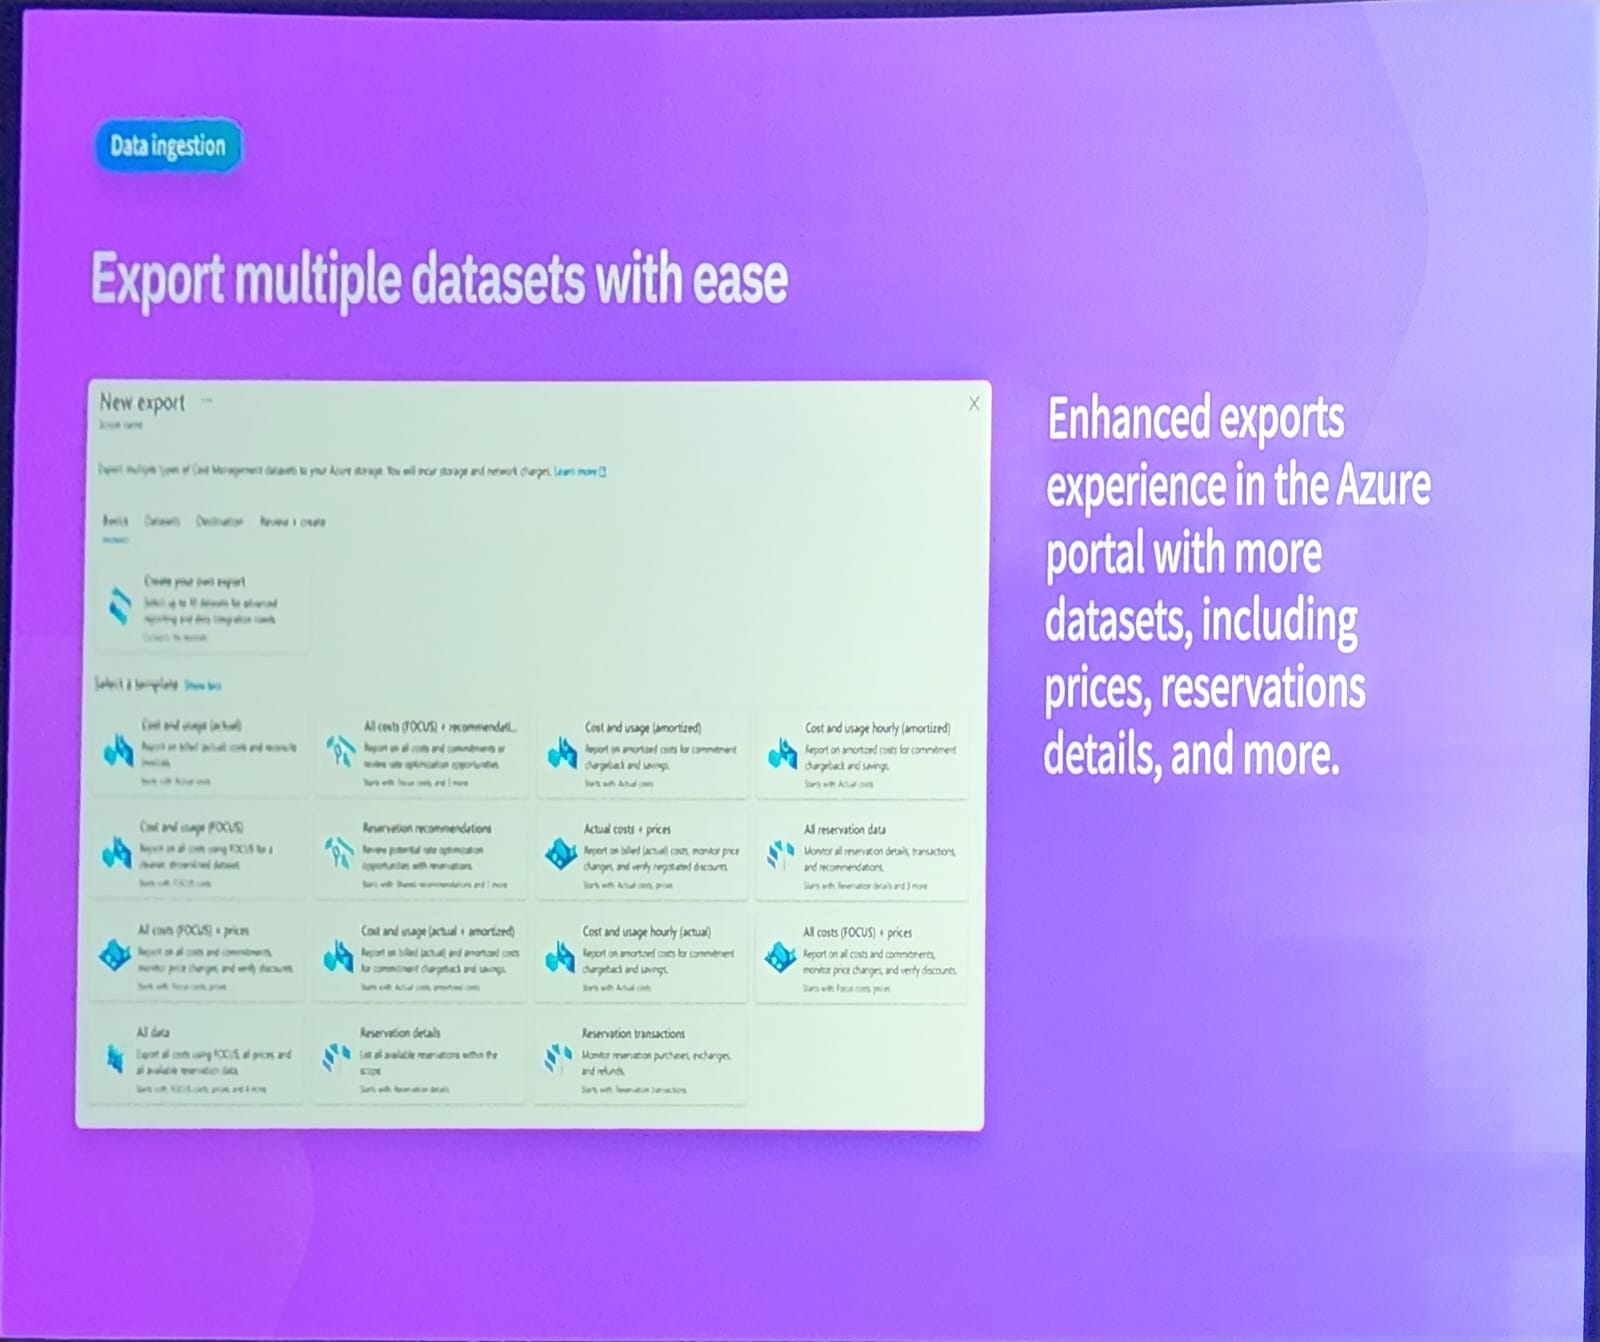 Data ingestion
Export multiple datasets with ease
New export
Export multiple types of Cost Management datasets to your Azure storage. You will incur storage and network charges. Learn more
Basics Datasets Destination Review + create
Create your own export
Select up to 10 datasets for advanced
reporting and data integration needs
Select a template Show less
Cost and usage (actual)
Report on billed (actual) costs and reconcile
invoices.
Starts with Actual costs
All costs (FOCUS) + recommendati...
Report on all costs and commitments or
review rate optimization opportunities.
Starts with Focus costs, and 1 more
Cost and usage (amortized)
Report on amortized costs for commitment
chargeback and savings.
Starts with: Actual costs
Cost and usage hourly (amortized)
Report on amortized costs for commitment
chargeback and savings.
Starts with: Actual costs
Cost and usage (FOCUS)
Report on all costs using FOCUS for a
cleaner, streamlined dataset.
Starts with FOCUS costs
Reservation recommendations
Review potential rate optimization
opportunities with reservations.
Starts with Shared recommendations and 1 more
Actual costs + prices
Report on billed (actual) costs, monitor price
changes, and verify negotiated discounts.
Starts with: Actual costs, prices
All reservation data
Monitor all reservation details, transactions,
and recommendations.
Starts with: Reservation details and 3 more
All costs (FOCUS) + prices
Report on all costs and commitments,
monitor price changes, and verify discounts.
Starts with: Focus costs, prices
Cost and usage (actual + amortized)
Report on billed (actual) and amortized costs
for commitment chargeback and savings.
Starts with: Actual costs, amortized costs
Cost and usage hourly (actual)
Report on amortized costs for commitment
chargeback and savings.
Starts with: Actual costs
All costs (FOCUS) + prices
Report on all costs and commitments,
monitor price changes, and verify discounts.
Starts with: Focus costs, prices
All data
Export all costs using FOCUS, all prices, and
all available reservation data.
Starts with: FOCUS costs, prices, and 4 more
Reservation details
List all available reservations within the
scope
Starts with: Reservation details
Reservation transactions
Monitor reservation purchases, exchanges,
and refunds.
Starts with: Reservation transactions
Enhanced exports
experience in the Azure
portal with more
datasets, including
prices, reservations
details, and more.